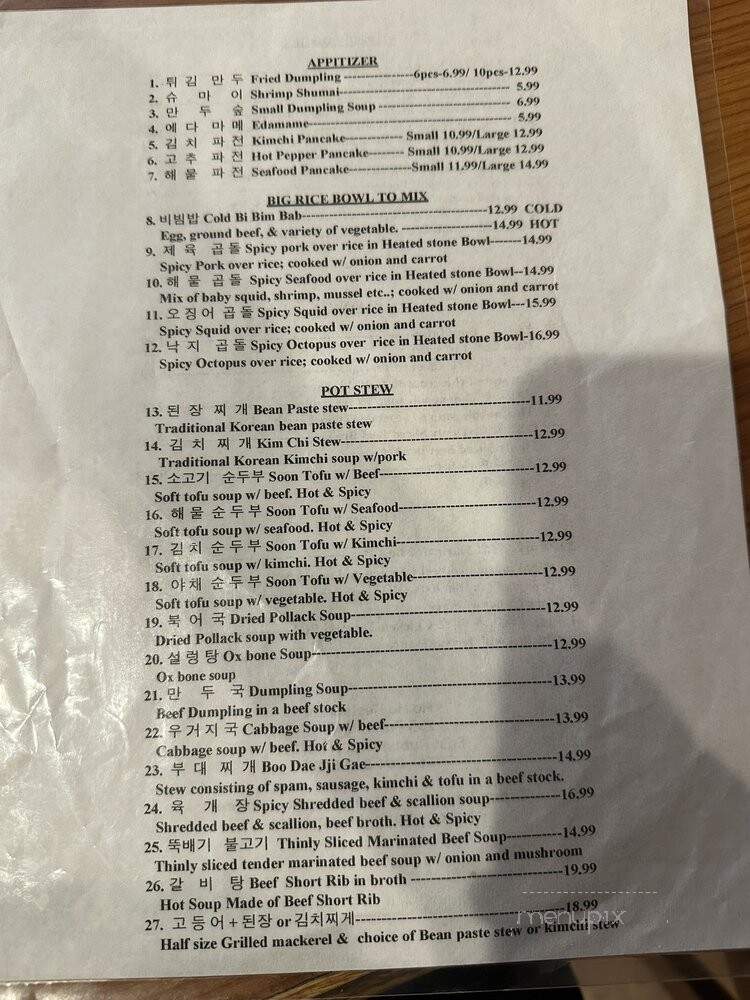 APPITIZER
1. 튀 김 만 두 Fried Dumpling ---------------6pcs-6.99/ 10pcs-12.99
2. 슈 마 이 Shrimp Shumai------------------------------------- 5.99
3. 만 두 숲 Small Dumpling Soup ---------------------------- 6.99
4. 에 다 마 메 Edamame-------------------------------------------- 5.99
5. 김 치 파 전 Kimchi Pancake------------ Small 10.99/Large 12.99
6. 고 추 파 전 Hot Pepper Pancake------- Small 10.99/Large 12.99
7. 해 물 파 전 Seafood Pancake-------------Small 11.99/Large 14.99
BIG RICE BOWL TO MIX
8. 비빔밥 Cold Bi Bim Bab----------------------------------------12.99 COLD
Egg, ground beef, & variety of vegetable. --------------------14.99 HOT
9. 제 육 곱 돌 Spicy pork over rice in Heated stone Bowl-------14.99
Spicy Pork over rice; cooked w/ onion and carrot
10. 해 물 곱 돌 Spicy Seafood over rice in Heated stone Bowl--14.99
Mix of baby squid, shrimp, mussel etc..; cooked w/ onion and carrot
11. 오 징 어 곱 돌 Spicy Squid over rice in Heated stone Bowl---15.99
Spicy Squid over rice; cooked w/ onion and carrot
12. 낙 지 곱 돌 Spicy Octopus over rice in Heated stone Bowl-16.99
Spicy Octopus over rice; cooked w/ onion and carrot
POT STEW
13. 된 장 찌 개 Bean Paste stew---------------------------------------11.99
Traditional Korean bean paste stew
14. 김 치 찌 개 Kim Chi Stew------------------------------------------12.99
Traditional Korean Kimchi soup w/pork
15. 소고기 순두부 Soon Tofu w/ Beef----------------------------------12.99
Soft tofu soup w/ beef. Hot & Spicy
16. 해 물 순 두 부 Soon Tofu w/ Seafood------------------------------12.99
Soft tofu soup w/ seafood. Hot & Spicy
17. 김 치 순 두 부 Soon Tofu w/ Kimchi-------------------------------12.99
Soft tofu soup w/ kimchi. Hot & Spicy
18. 야 채 순 두 부 Soon Tofu w/ Vegetable----------------------------12.99
Soft tofu soup w/ vegetable. Hot & Spicy
19. 북 어 국 Dried Pollack Soup------------------------------------------12.99
Dried Pollack soup with vegetable.
20. 설 렁 탕 Ox bone Soup----------------------------------------------------12.99
Ox bone soup
21. 만 두 국 Dumpling Soup--------------------------------------------13.99
Beef Dumpling in a beef stock
22. 우 거 지 국 Cabbage Soup w/ beef-------------------------------------13.99
Cabbage soup w/ beef. Hot & Spicy
23. 부 대 찌 개 Boo Dae Jji Gae-----------------------------------------14.99
Stew consisting of spam, sausage, kimchi & tofu in a beef stock.
24. 육 개 장 Spicy Shredded beef & scallion soup---------------16.99
Shredded beef & scallion, beef broth. Hot & Spicy
25. 뚝배기 불고기 Thinly Sliced Marinated Beef Soup------------14.99
Thinly sliced tender marinated beef soup w/ onion and mushroom
26. 갈 비 탕 Beef Short Rib in broth ---------------------------------19.99
Hot Soup Made of Beef Short Rib
27. 고 등 어 + 된장 or 김치찌게---------------------------------------------18.99
Half size Grilled mackerel & choice of Bean paste stew or kimchi stew
menupix